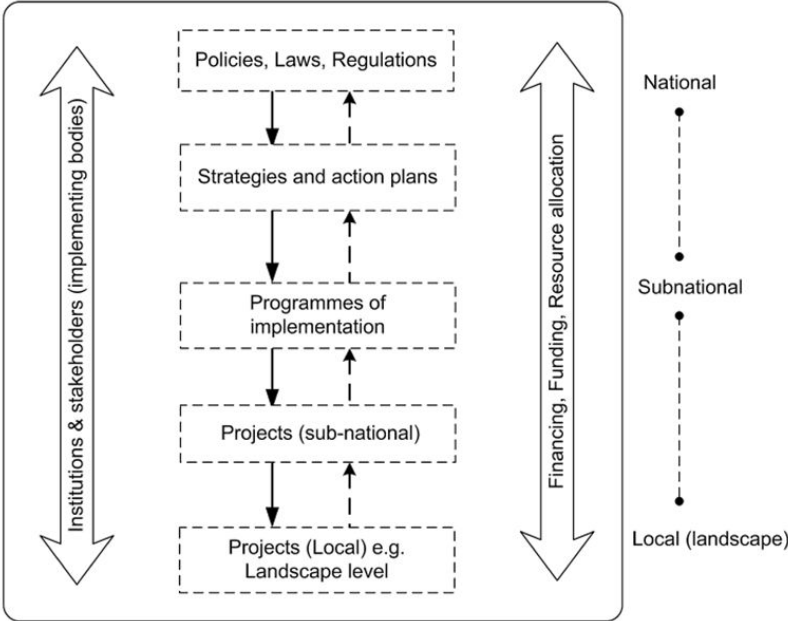 Policies, Laws, Regulations
Strategies and action plans
Programmes of
implementation
Projects (sub-national)
Projects (Local) e.g.
Landscape level
Institutions & stakeholders (implementing bodies)
Financing, Funding, Resource allocation
National
Subnational
Local (landscape)